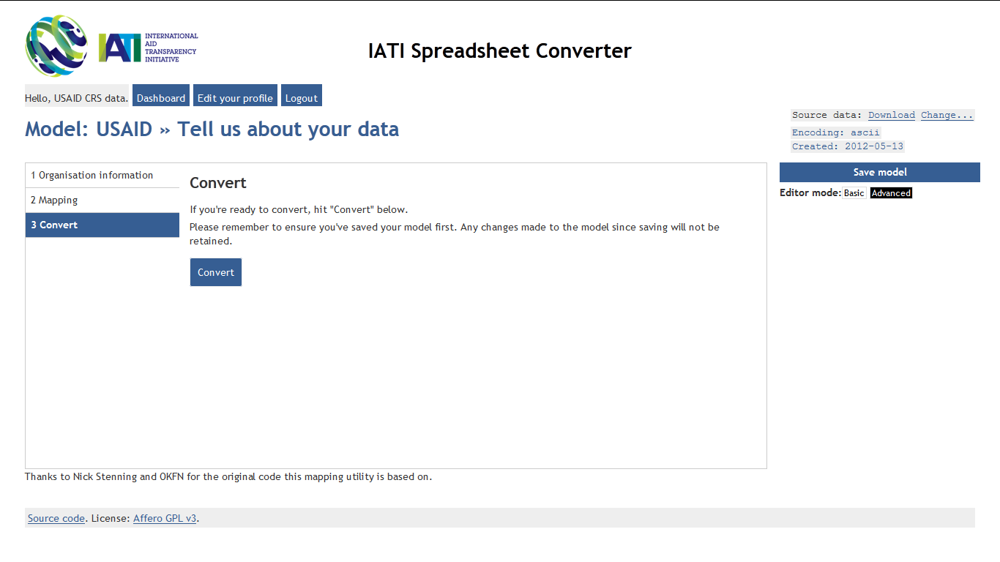 IATI
INTERNATIONAL
AID
TRANSPARENCY
INITIATIVE
IATI Spreadsheet Converter
Hello, USAID CRS data. Dashboard Edit your profile Logout
Model: USAID » Tell us about your data
Source data: Download Change...
Encoding: ascii
Created: 2012-05-13
Save model
Editor mode: Basic Advanced
1 Organisation information
2 Mapping
3 Convert
Convert
If you're ready to convert, hit "Convert" below.
Please remember to ensure you've saved your model first. Any changes made to the model since saving will not be
retained.
Convert
Thanks to Nick Stenning and OKFN for the original code this mapping utility is based on.
Source code. License: Affero GPL v3.